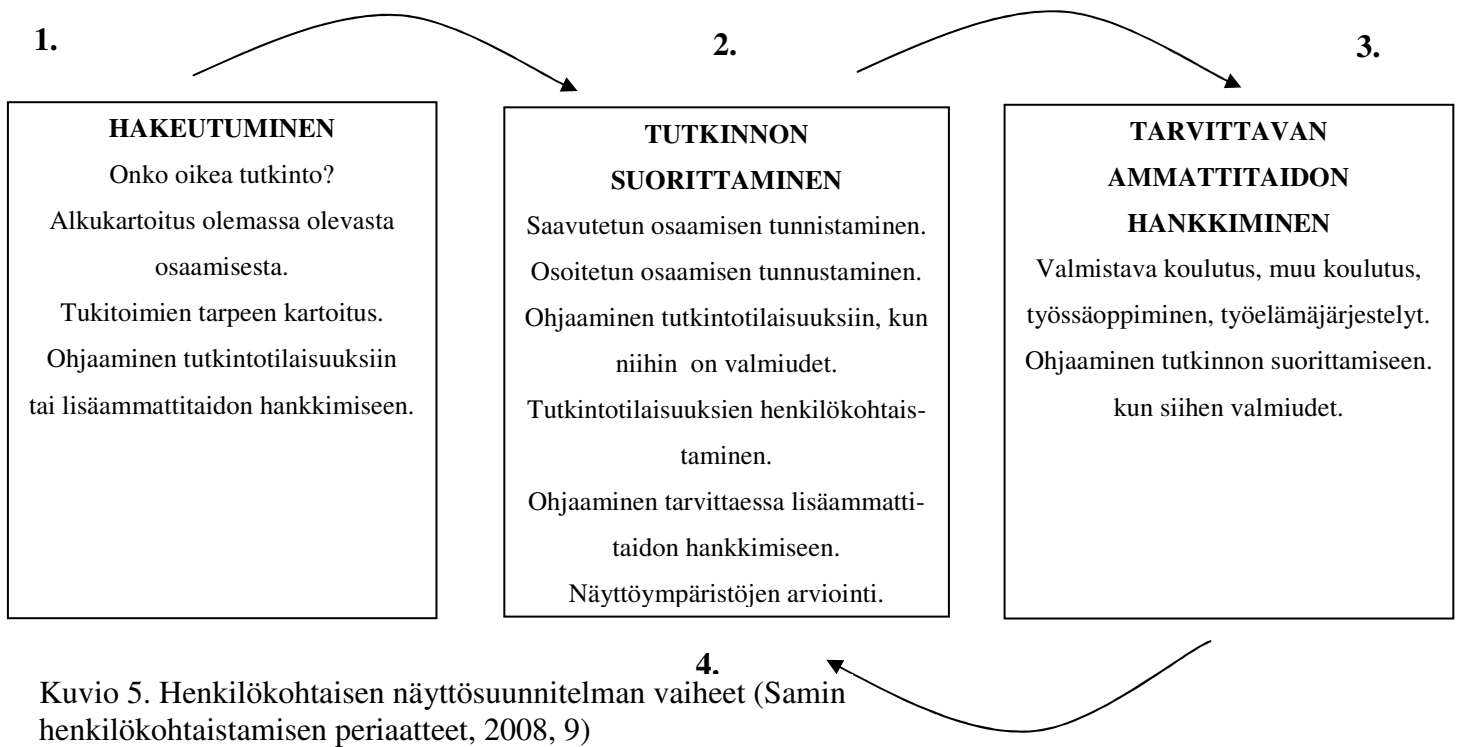 1.
HAKEUTUMINEN
Onko oikea tutkinto?
Alkukartoitus olemassa olevasta
osaamisesta.
Tukitoimien tarpeen kartoitus.
Ohjaaminen tutkintotilaisuuksiin
tai lisäammattitaidon hankkimiseen.
2.
TUTKINNON
SUORITTAMINEN
Saavutetun osaamisen tunnistaminen.
Osoitetun osaamisen tunnustaminen.
Ohjaaminen tutkintotilaisuuksiin, kun
niihin on valmiudet.
Tutkintotilaisuuksien henkilökohtais-
taminen.
Ohjaaminen tarvittaessa lisäammatti-
taidon hankkimiseen.
Näyttöympäristöjen arviointi.
3.
TARVITTAVAN
AMMATTITAIDON
HANKKIMINEN
Valmistava koulutus, muu koulutus,
työssäoppiminen, työelämäjärjestelyt.
Ohjaaminen tutkinnon suorittamiseen.
kun siihen valmiudet.
4.
Kuvio 5. Henkilökohtaisen näyttösuunnitelman vaiheet (Samin
henkilökohtaistamisen periaatteet, 2008, 9)